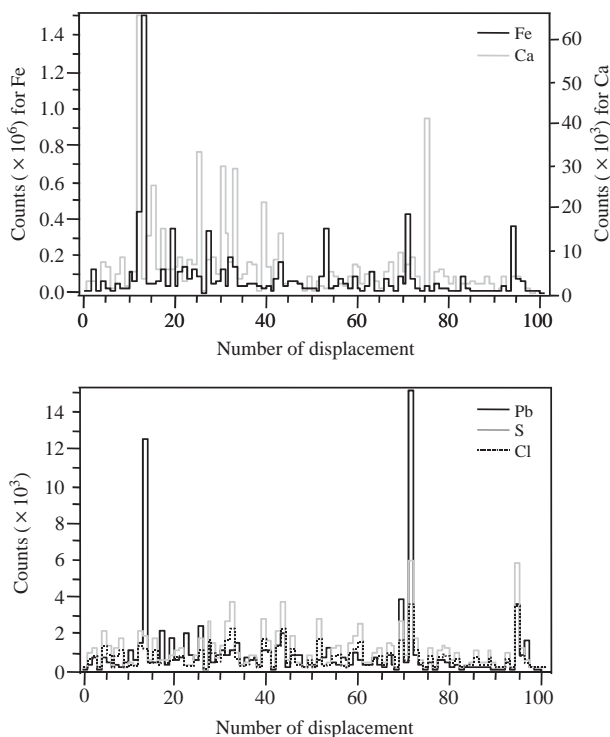 Counts (×10⁶) for Fe
1.4
1.2
1.0
0.8
0.6
0.4
0.2
0.0
Fe
Ca
60
50
40
30
20
10
0
Counts (×10³) for Ca
0 20 40 60 80 100
Number of displacement
Counts (×10³)
14
12
10
8
6
4
2
0
Pb
S
Cl
0 20 40 60 80 100
Number of displacement